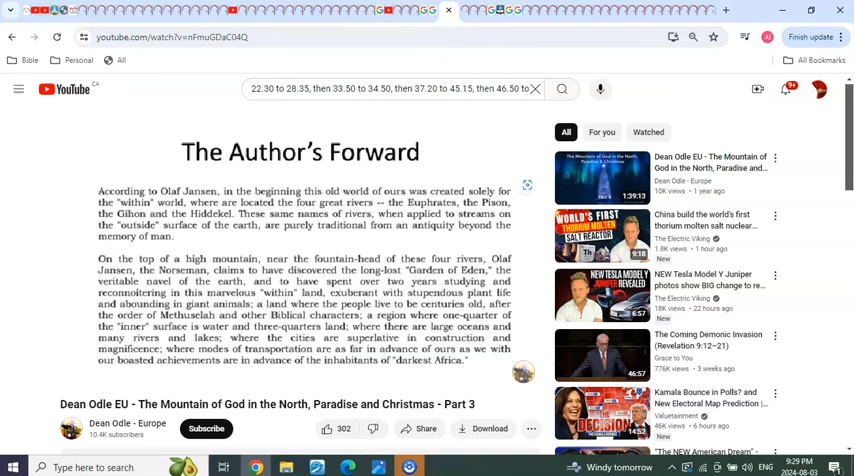 Finish update
youtube.com/watch?v=nFmuGDaC04Q
Bible
Personal
All
All Bookmarks
YouTube CA
22.30 to 28.35, then 33.50 to 34.50, then 37.20 to 45.15, then 46.50 to
9+
The Author's Forward
According to Olaf Jansen, in the beginning this old world of ours was created solely for
the "within" world, where are located the four great rivers -- the Euphrates, the Pison,
the Gihon and the Hiddekel. These same names of rivers, when applied to streams on
the "outside" surface of the earth, are purely traditional from an antiquity beyond the
memory of man.
On the top of a high mountain, near the fountain-head of these four rivers, Olaf
Jansen, the Norseman, claims to have discovered the long-lost "Garden of Eden," the
veritable navel of the earth, and to have spent over two years studying and
reconnoitering in this marvelous "within" land, exuberant with stupendous plant life
and abounding in giant animals; a land where the people live to be centuries old, after
the order of Methuselah and other Biblical characters; a region where one-quarter of
the "inner" surface is water and three-quarters land; where there are large oceans and
many rivers and lakes; where the cities are superlative in construction and
magnificence; where modes of transportation are as far in advance of ours as we with
our boasted achievements are in advance of the inhabitants of "darkest Africa."
Dean Odle EU - The Mountain of God in the North, Paradise and Christmas - Part 3
Dean Odle - Europe
10.4K subscribers
Subscribe
302
Share
Download
All
For you
Watched
The Mountain of God in the North,
Paradise & Christmas
1:39:13
Dean Odle EU - The Mountain of
God in the North, Paradise and...
Dean Odle - Europe
10K views • 1 year ago
WORLD'S FIRST
THORIUM MOLTEN
SALT REACTOR
Th
9:18
China build the world's first
thorium molten salt nuclear...
The Electric Viking
1.8K views • 1 hour ago
New
NEW TESLA MODEL Y
JUNIPER
REVEALED
6:57
NEW Tesla Model Y Juniper
photos show BIG change to re...
The Electric Viking
18K views • 22 hours ago
New
46:57
The Coming Demonic Invasion
(Revelation 9:12–21)
Grace to You
776K views • 3 weeks ago
THE
DECISION
14:52
Kamala Bounce in Polls? and
New Electoral Map Prediction |...
Valuetainment
46K views • 6 hours ago
New
"The NEW American Dream" -
Type here to search
Windy tomorrow
9:29 PM
2024-08-03